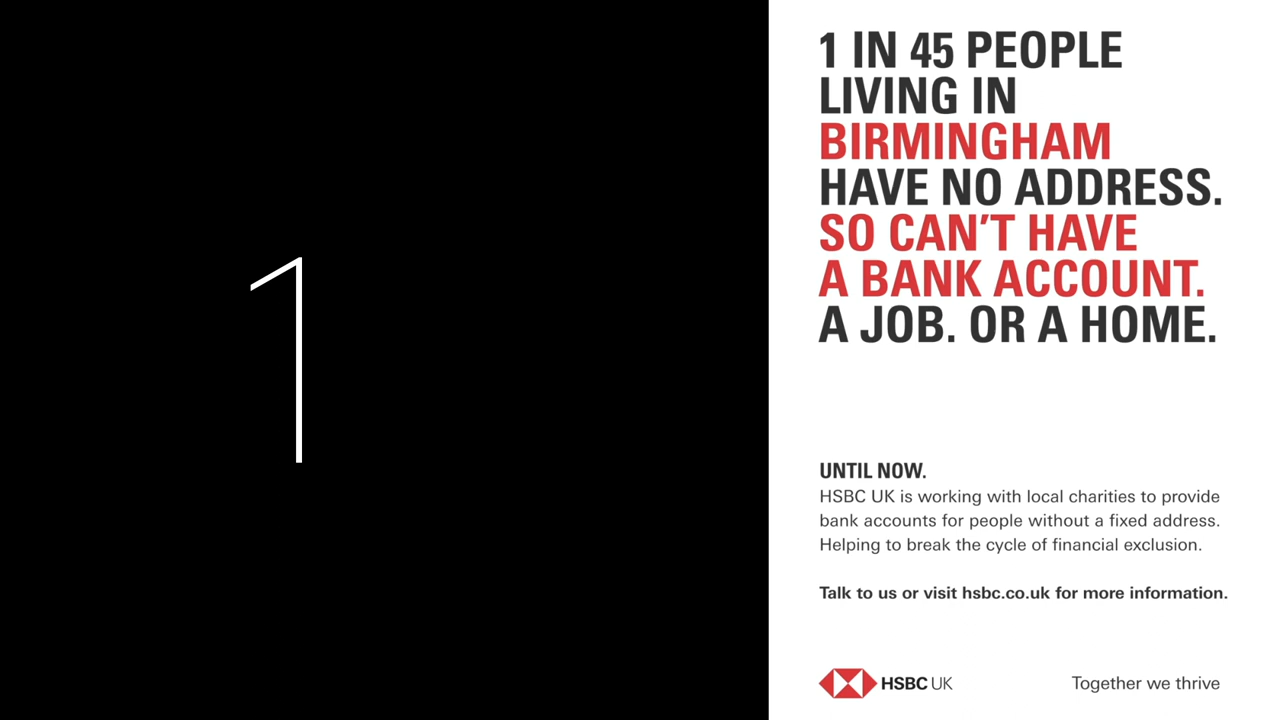 1
1 IN 45 PEOPLE
LIVING IN
BIRMINGHAM
HAVE NO ADDRESS.
SO CAN'T HAVE
A BANK ACCOUNT.
A JOB. OR A HOME.
UNTIL NOW.
HSBC UK is working with local charities to provide
bank accounts for people without a fixed address.
Helping to break the cycle of financial exclusion.
Talk to us or visit hsbc.co.uk for more information.
HSBC UK
Together we thrive